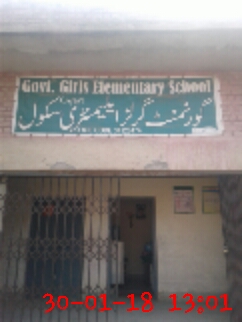 Govt. Girls Elementary School
گورنمنٹ گرلز ایلیمنٹری سکول
30-01-18 13:01